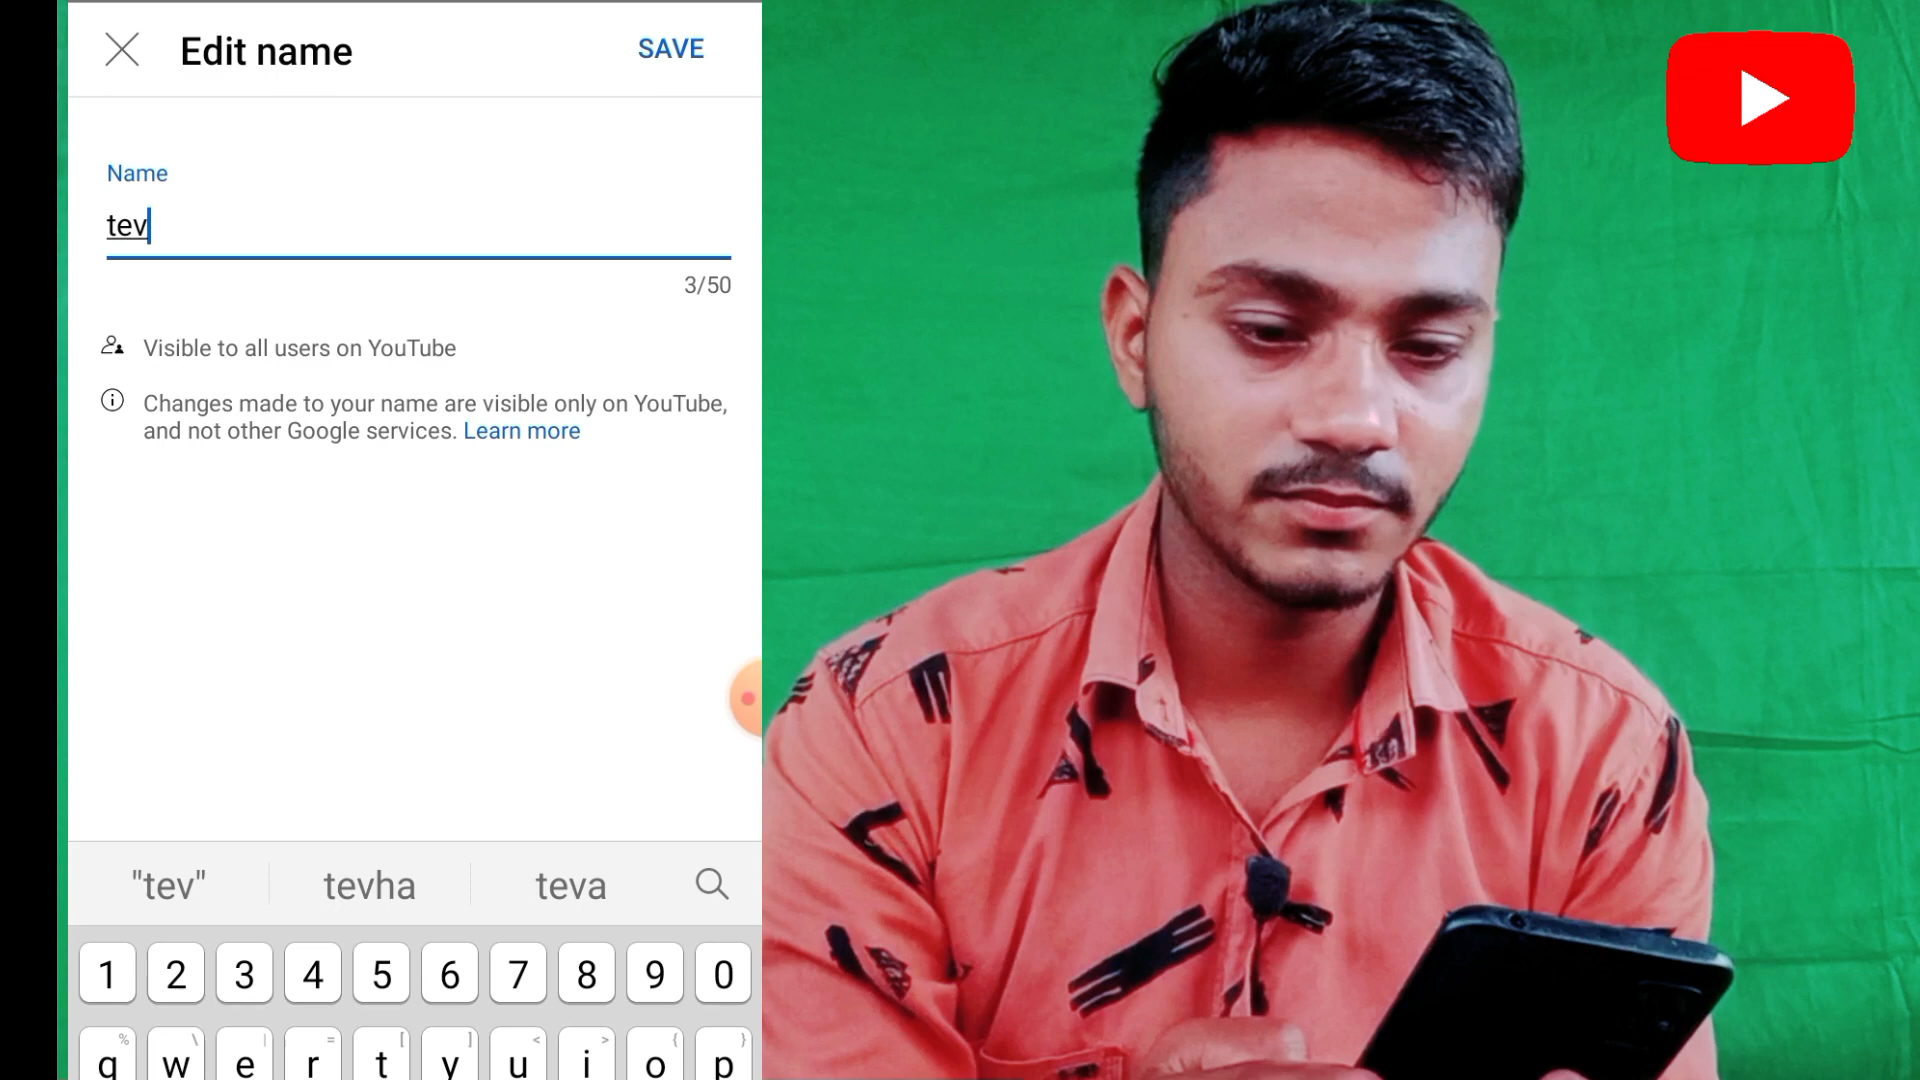 Edit name
SAVE
Name
tev
3/50
Visible to all users on YouTube
Changes made to your name are visible only on YouTube,
and not other Google services. Learn more
"tev" tevha teva
1 2 3 4 5 6 7 8 9 0
% \ | = [ ] < > { }
q w e r t y u i o p